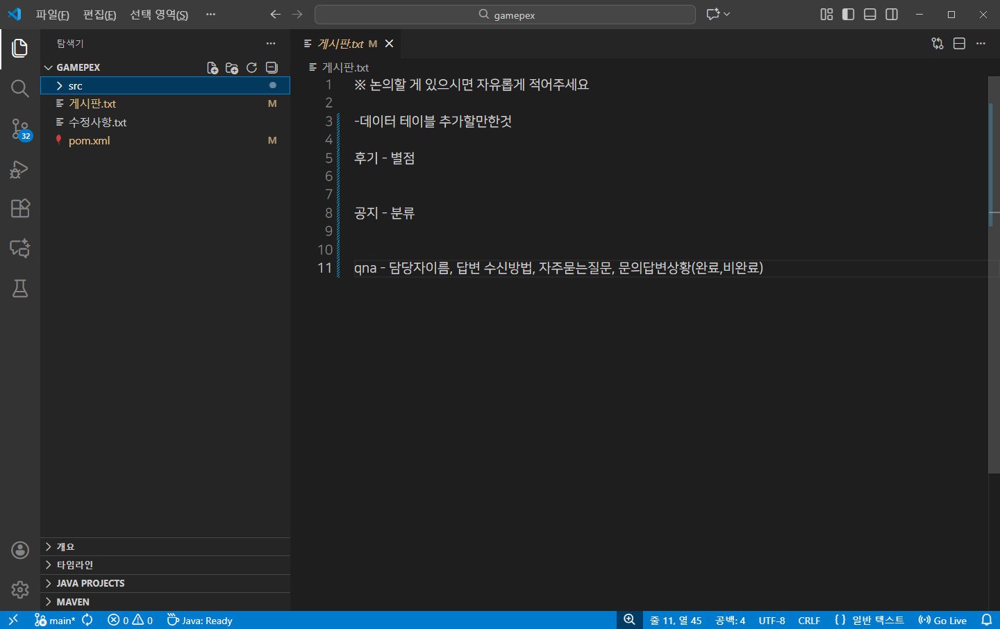 파일(F) 편집(E) 선택 영역(S) ···
gamepex
탐색기
GAMEPEX
src
게시판.txt M
수정사항.txt
pom.xml M
32
게시판.txt M
게시판.txt
1 ※ 논의할 게 있으시면 자유롭게 적어주세요
2
3 -데이터 테이블 추가할만한것
4
5 후기 - 별점
6
7
8 공지 - 분류
9
10
11 qna - 담당자이름, 답변 수신방법, 자주묻는질문, 문의답변상황(완료,비완료)
개요
타임라인
JAVA PROJECTS
MAVEN
main* 0 0 Java: Ready 줄 11, 열 45 공백: 4 UTF-8 CRLF {} 일반 텍스트 Go Live